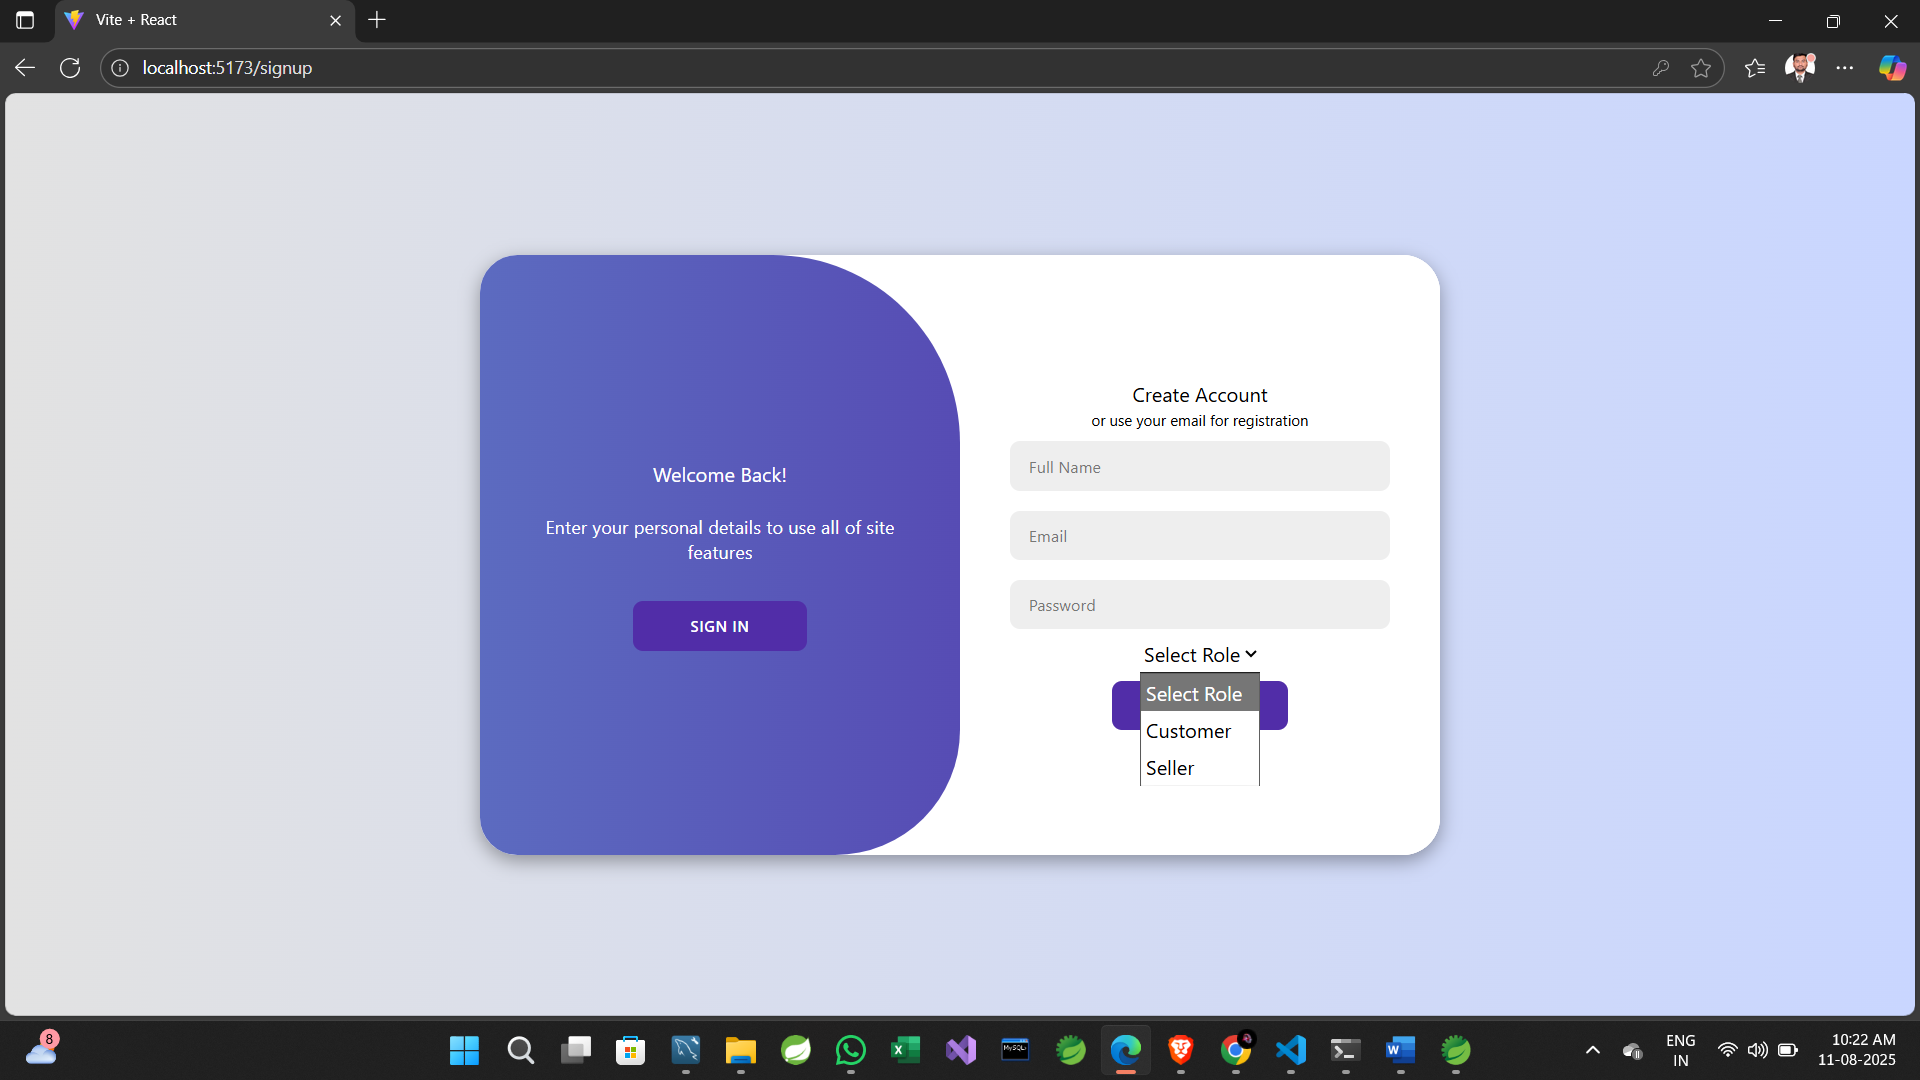 Vite + React
localhost:5173/signup
Welcome Back!
Enter your personal details to use all of site
features
SIGN IN
Create Account
or use your email for registration
Full Name
Email
Password
Select Role
Select Role
Customer
Seller
8
MySQL
ENG
IN
10:22 AM
11-08-2025